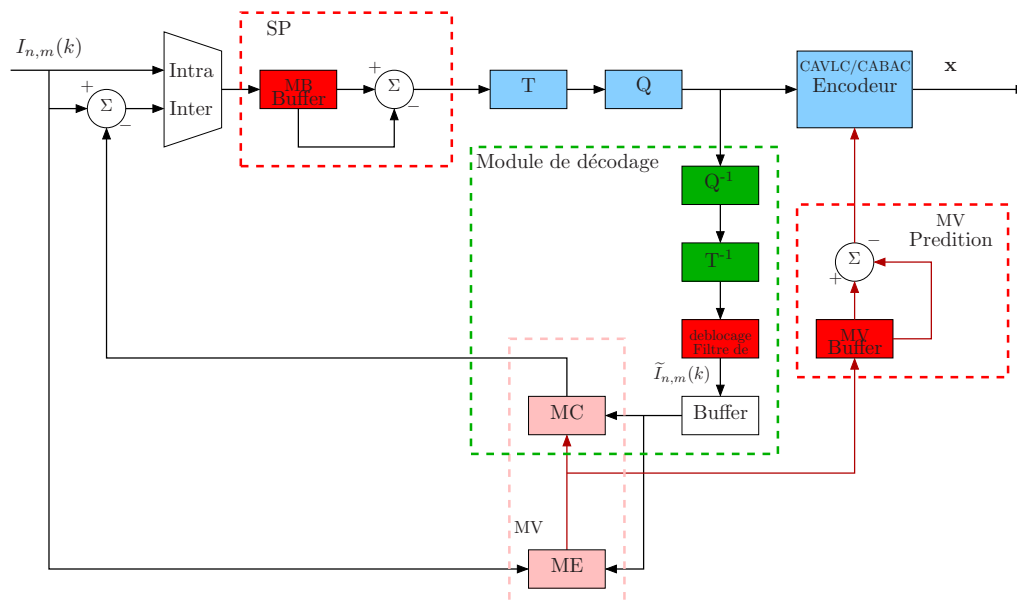 SP
I_{n,m}(k)
Intra
Inter
+
Σ
−
MB
Buffer
+
Σ
−
T
Q
CAVLC/CABAC
Encodeur
x
Module de décodage
Q-1
T-1
deblocage
Filtre de
Ĩ_{n,m}(k)
Buffer
MC
MV
ME
MV
Predition
−
Σ
+
MV
Buffer